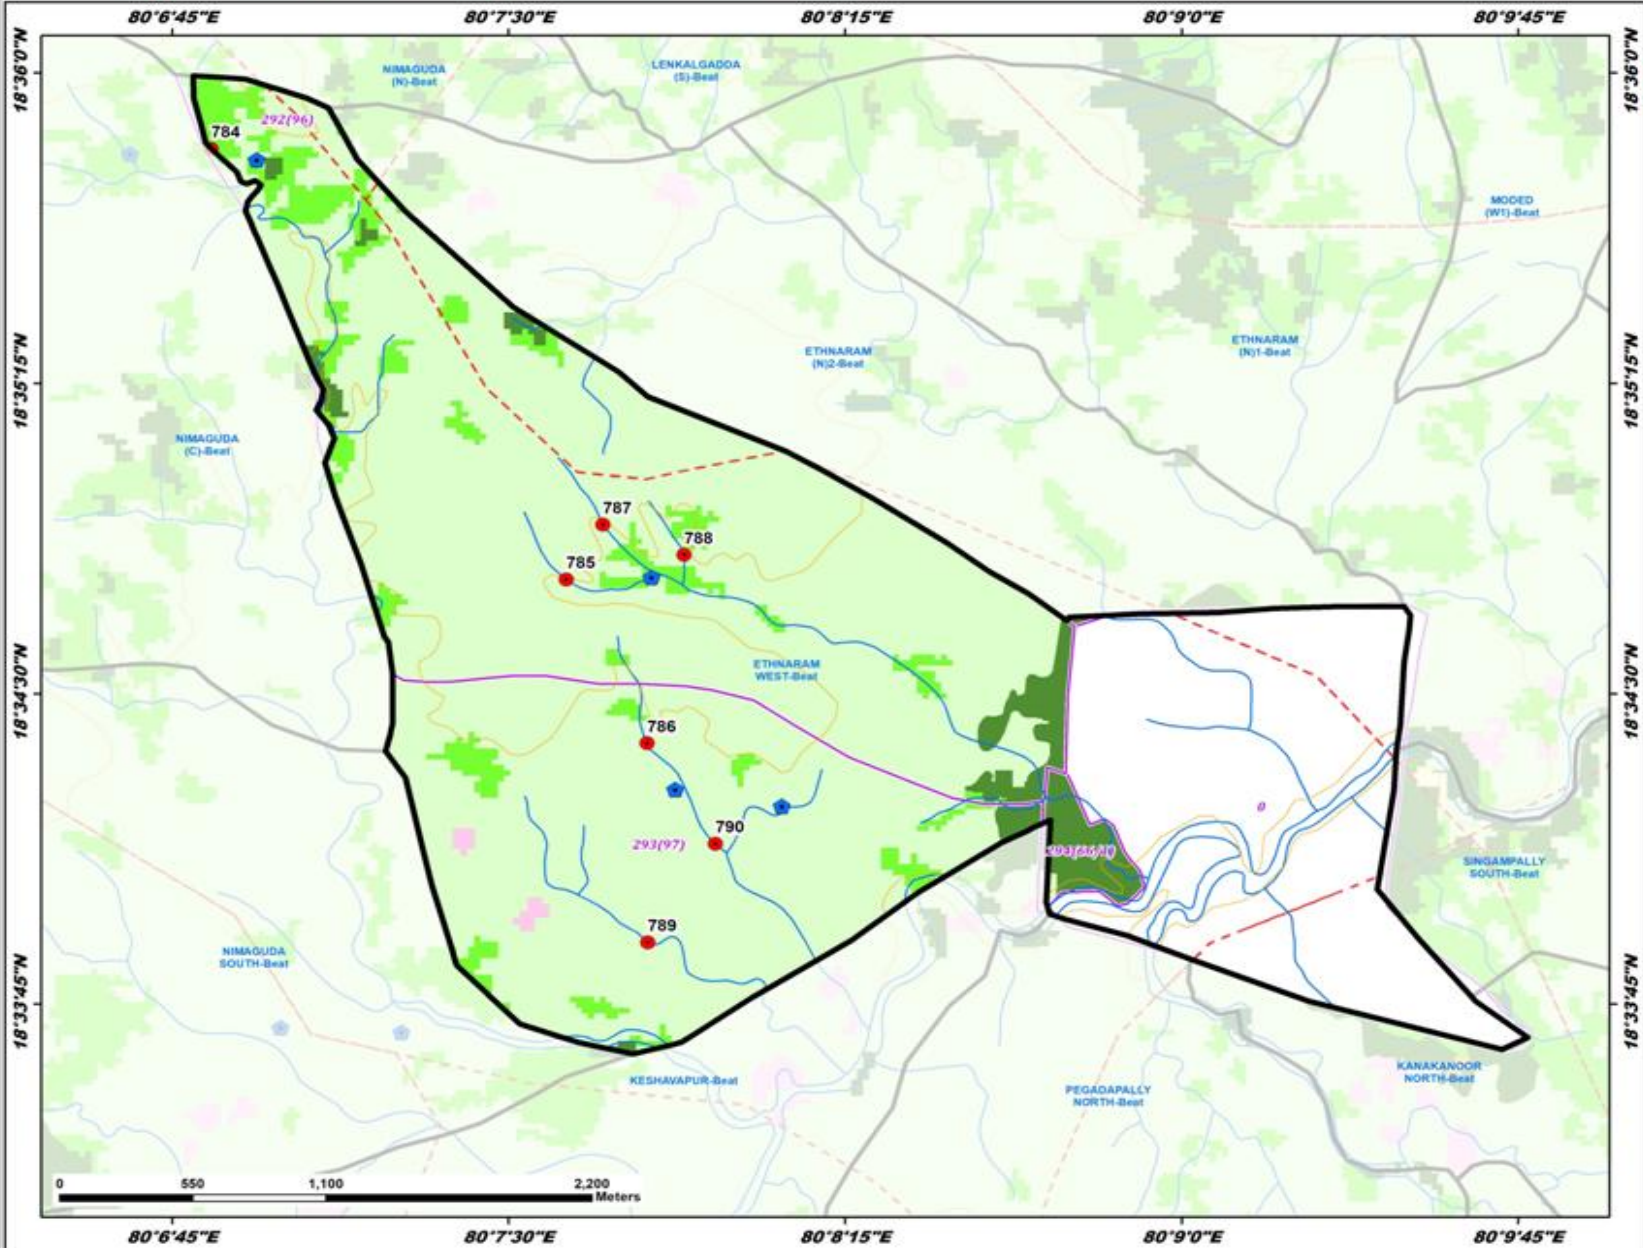 80°6'45"E
80°7'30"E
80°8'15"E
80°9'0"E
80°9'45"E
18°36'0"N
18°36'0"N
NIMAGUDA
(N)-Beat
LENKALGADDA
(S)-Beat
292(96)
784
MODED
(W1)-Beat
ETHNARAM
(N)2-Beat
ETHNARAM
(N)1-Beat
18°35'15"N
18°35'15"N
NIMAGUDA
(C)-Beat
787
788
785
ETHNARAM
WEST-Beat
18°34'30"N
18°34'30"N
786
0
790
293(97)
SINGAMPALLY
SOUTH-Beat
789
NIMAGUDA
SOUTH-Beat
18°33'45"N
18°33'45"N
KESHAVAPUR-Beat
PEGADAPALLY
NORTH-Beat
KANAKANOOR
NORTH-Beat
0
550
1,100
2,200
Meters
80°6'45"E
80°7'30"E
80°8'15"E
80°9'0"E
80°9'45"E